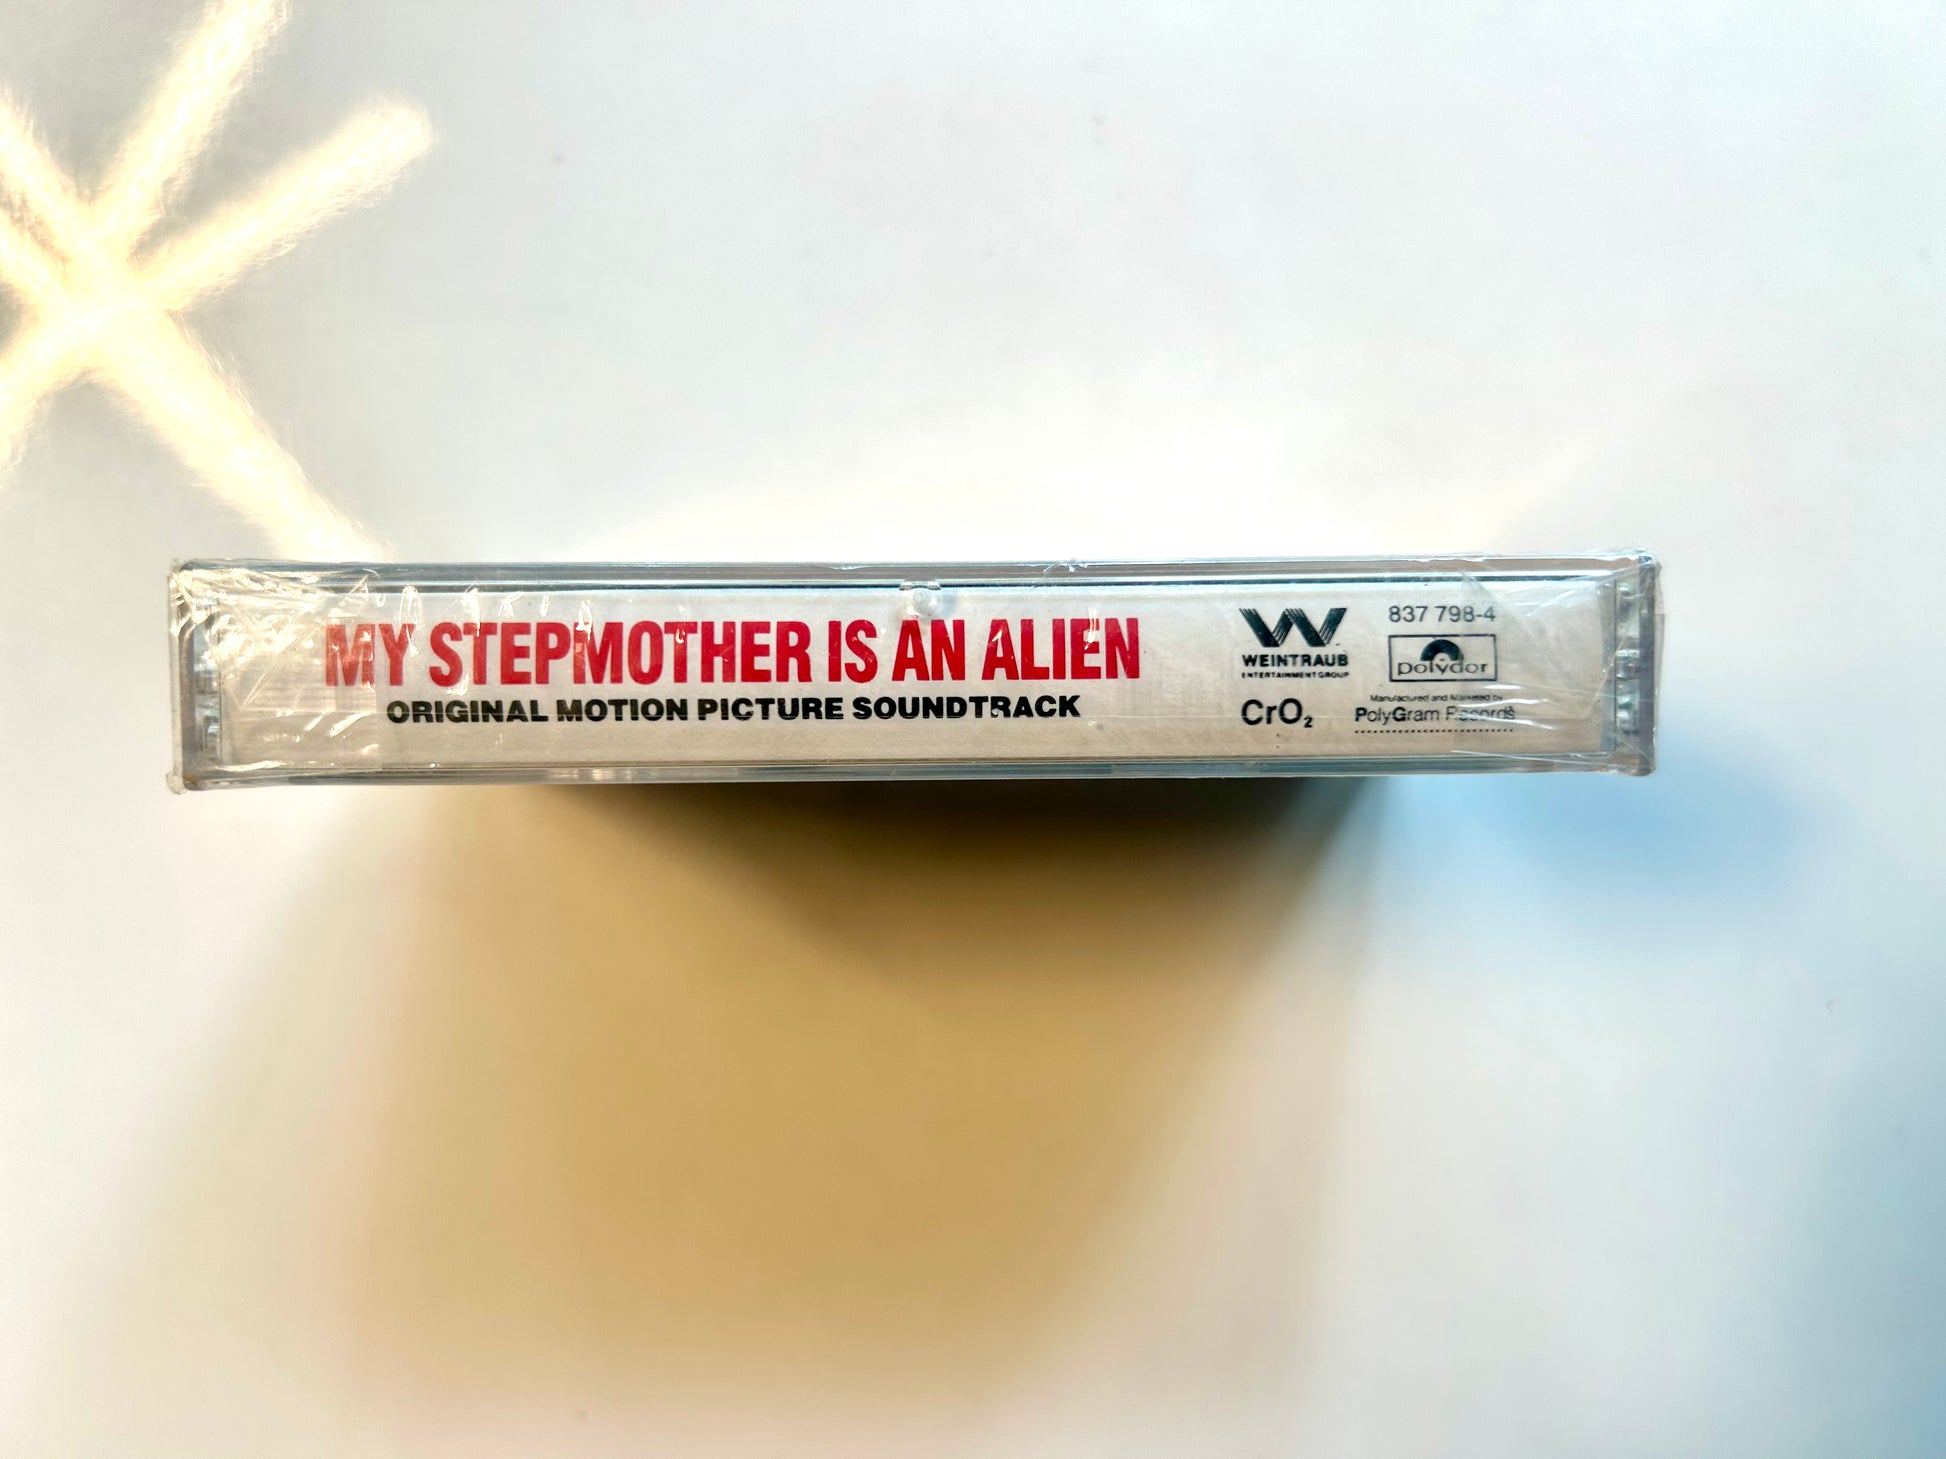 MY STEPMOTHER IS AN ALIEN
ORIGINAL MOTION PICTURE SOUNDTRACK
W
WEINTRAUB
ENTERTAINMENT GROUP
CrO₂
837 798-4
polydor
Manufactured and Marketed by
PolyGram Records